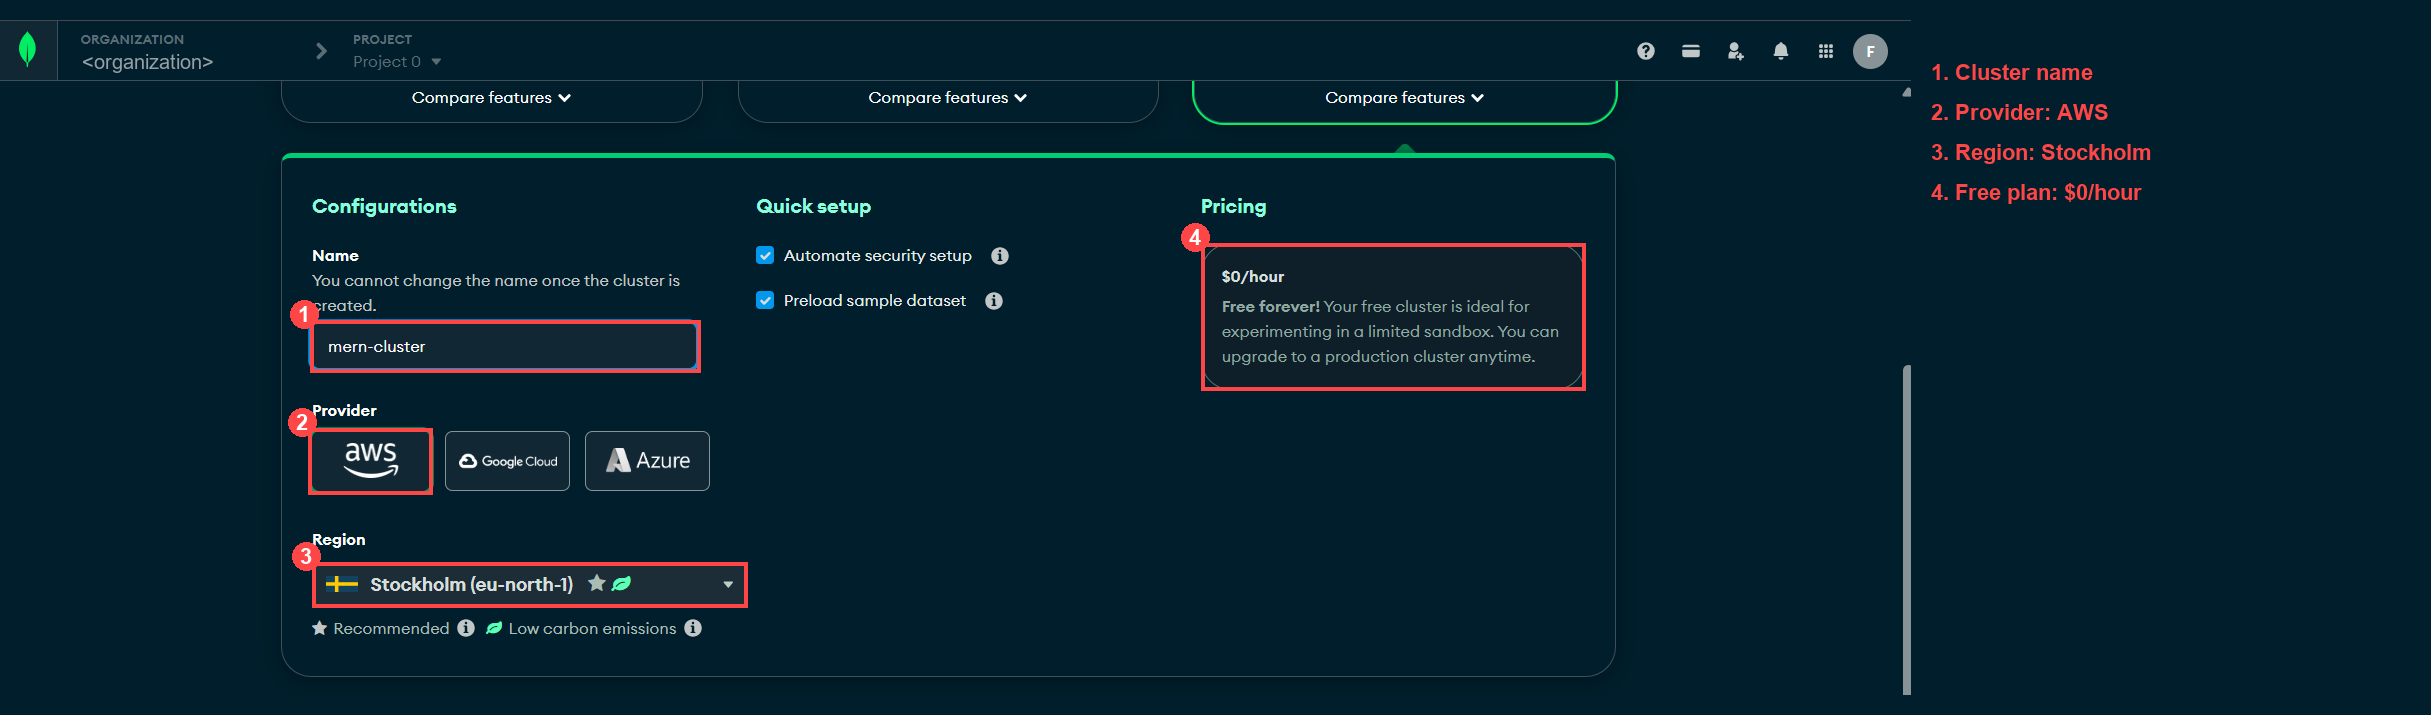 ORGANIZATION
<organization>
PROJECT
Project 0
F
Compare features
Compare features
Compare features
Configurations
Name
You cannot change the name once the cluster is
created.
1
mern-cluster
Provider
2
aws
Google Cloud
Azure
Region
3
Stockholm (eu-north-1)
Recommended
Low carbon emissions
Quick setup
Automate security setup
Preload sample dataset
Pricing
4
$0/hour
Free forever! Your free cluster is ideal for
experimenting in a limited sandbox. You can
upgrade to a production cluster anytime.
1. Cluster name
2. Provider: AWS
3. Region: Stockholm
4. Free plan: $0/hour